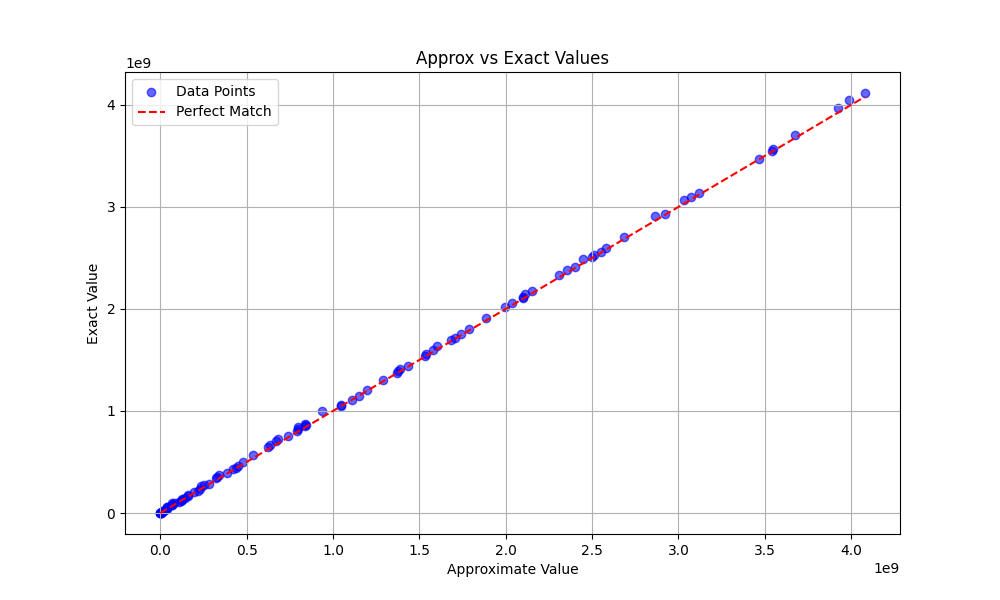 Approx vs Exact Values
1e9
Data Points
Perfect Match
4
3
2
1
0
Exact Value
0.0 0.5 1.0 1.5 2.0 2.5 3.0 3.5 4.0
Approximate Value
1e9